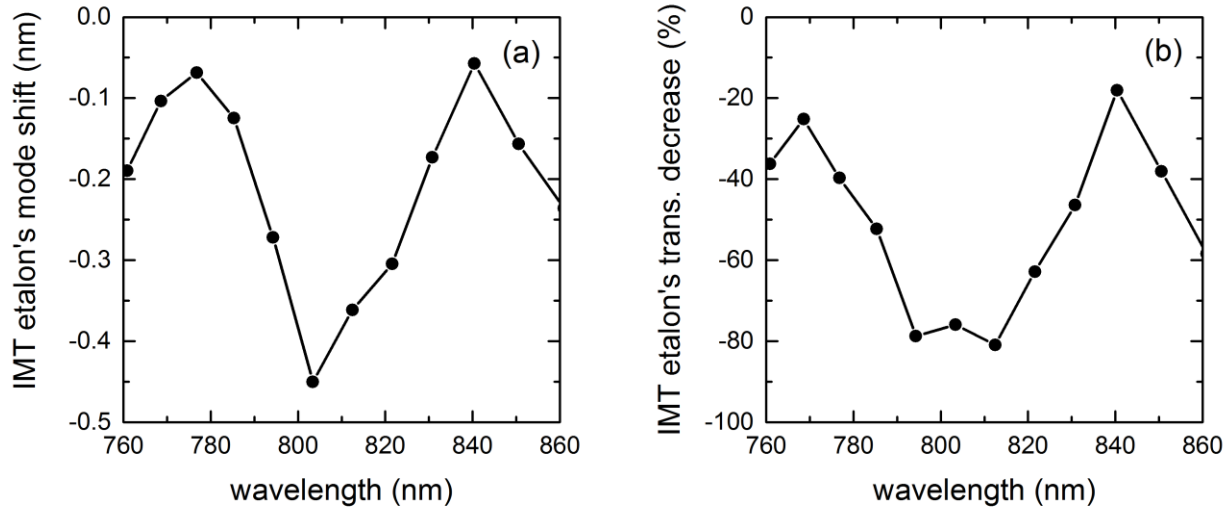 IMT etalon's mode shift (nm)
0.0
-0.1
-0.2
-0.3
-0.4
-0.5
(a)
760 780 800 820 840 860
wavelength (nm)
IMT etalon's trans. decrease (%)
0
-20
-40
-60
-80
-100
(b)
760 780 800 820 840 860
wavelength (nm)